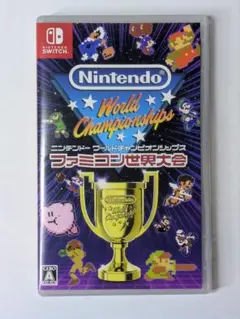 NINTENDO
SWITCH
Nintendo
World
Championships
ニンテンドー ワールドチャンピオンシップス
ファミコン世界大会
CERO
A